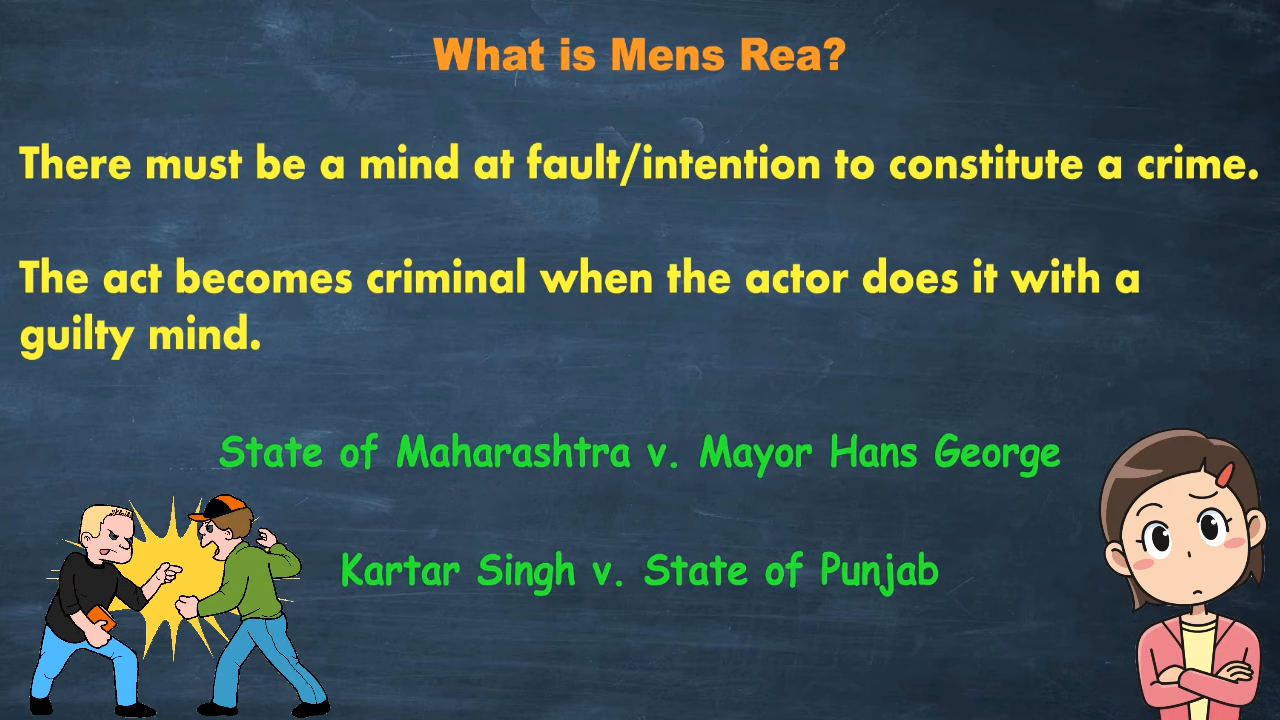 What is Mens Rea?
There must be a mind at fault/intention to constitute a crime.
The act becomes criminal when the actor does it with a
guilty mind.
State of Maharashtra v. Mayor Hans George
Kartar Singh v. State of Punjab